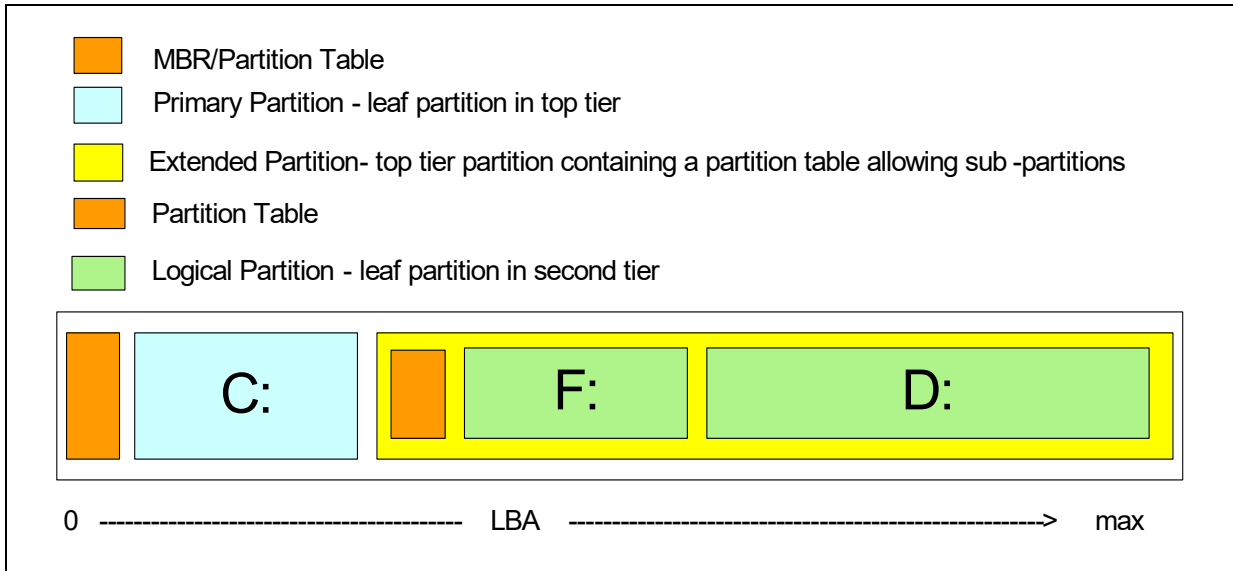 MBR/Partition Table
Primary Partition - leaf partition in top tier
Extended Partition- top tier partition containing a partition table allowing sub -partitions
Partition Table
Logical Partition - leaf partition in second tier
C: F: D:
0 ---------------------------------------- LBA ---------------------------------------------------> max